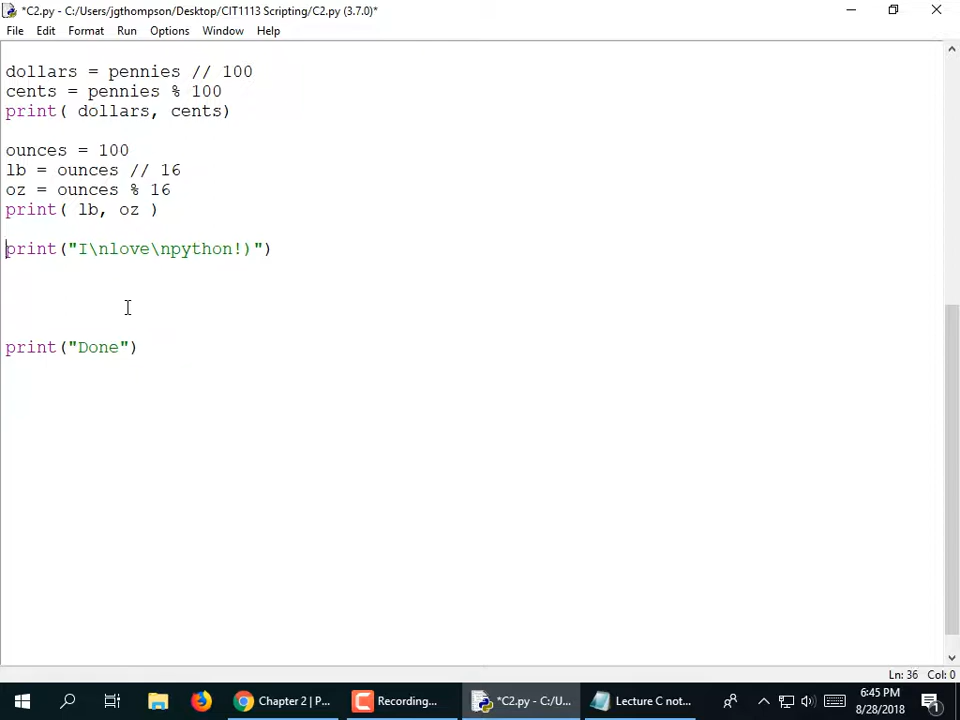 *C2.py - C:/Users/jgthompson/Desktop/CIT1113 Scripting/C2.py (3.7.0)*
File Edit Format Run Options Window Help
dollars = pennies // 100
cents = pennies % 100
print( dollars, cents)
ounces = 100
lb = ounces // 16
oz = ounces % 16
print( lb, oz )
print("I\nlove\npython!)")
print("Done")
Ln: 36 Col: 0
Chapter 2 | P... Recording... *C2.py - C:/U... Lecture C not... 6:45 PM
8/28/2018 1